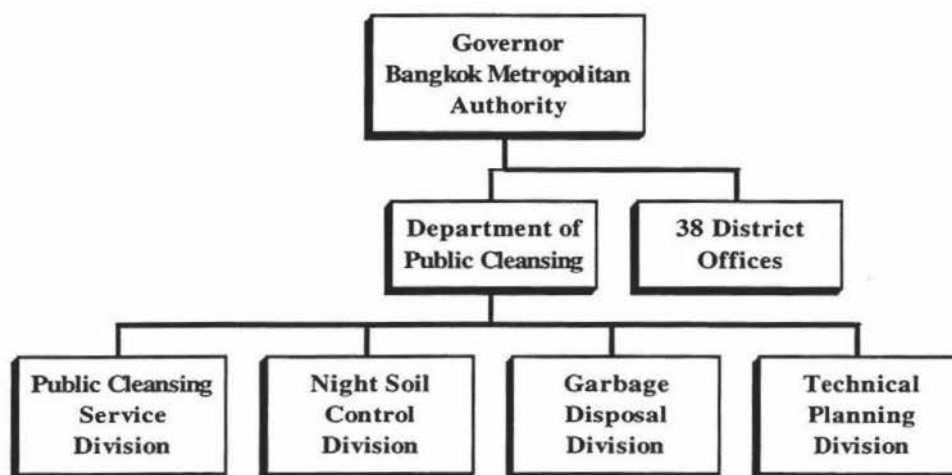 Governor
Bangkok Metropolitan
Authority
Department of
Public Cleansing
38 District
Offices
Public Cleansing
Service
Division
Night Soil
Control
Division
Garbage
Disposal
Division
Technical
Planning
Division